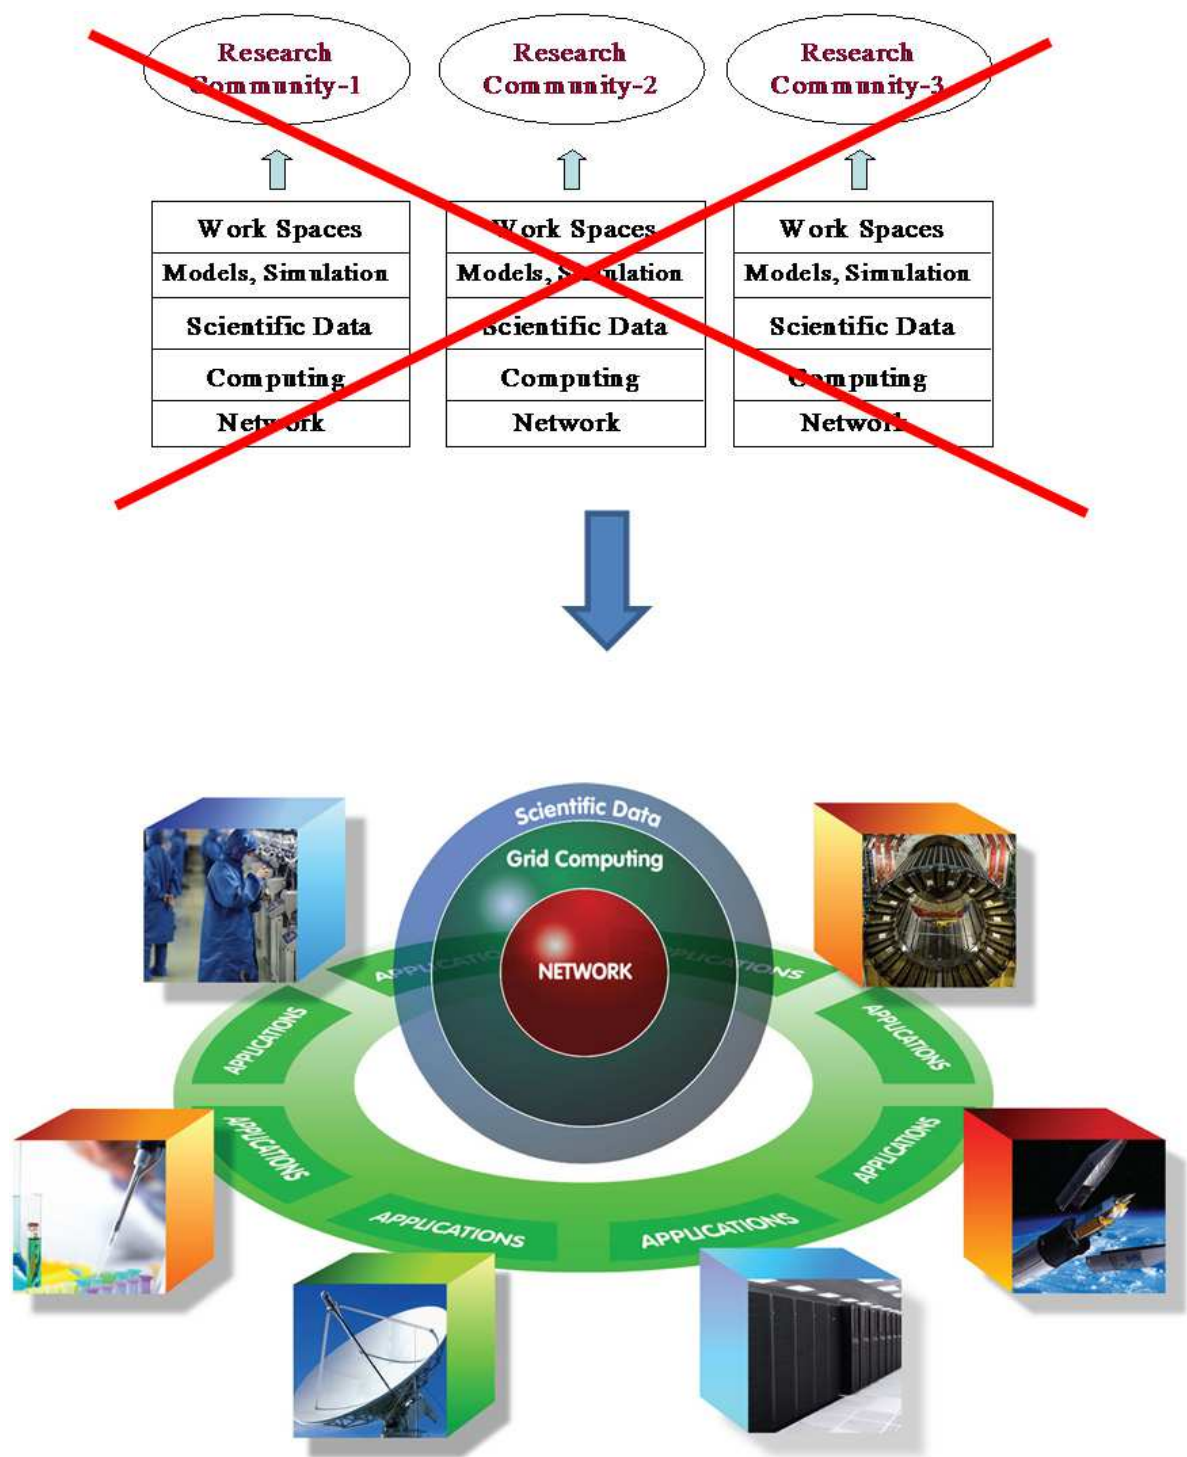 Research
Community-1
Research
Community-2
Research
Community-3
Work Spaces
Models, Simulation
Scientific Data
Computing
Network
Work Spaces
Models, Simulation
Scientific Data
Computing
Network
Work Spaces
Models, Simulation
Scientific Data
Computing
Network
Scientific Data
Grid Computing
NETWORK
APPLICATIONS
APPLICATIONS
APPLICATIONS
APPLICATIONS
APPLICATIONS
APPLICATIONS
APPLICATIONS
APPLICATIONS